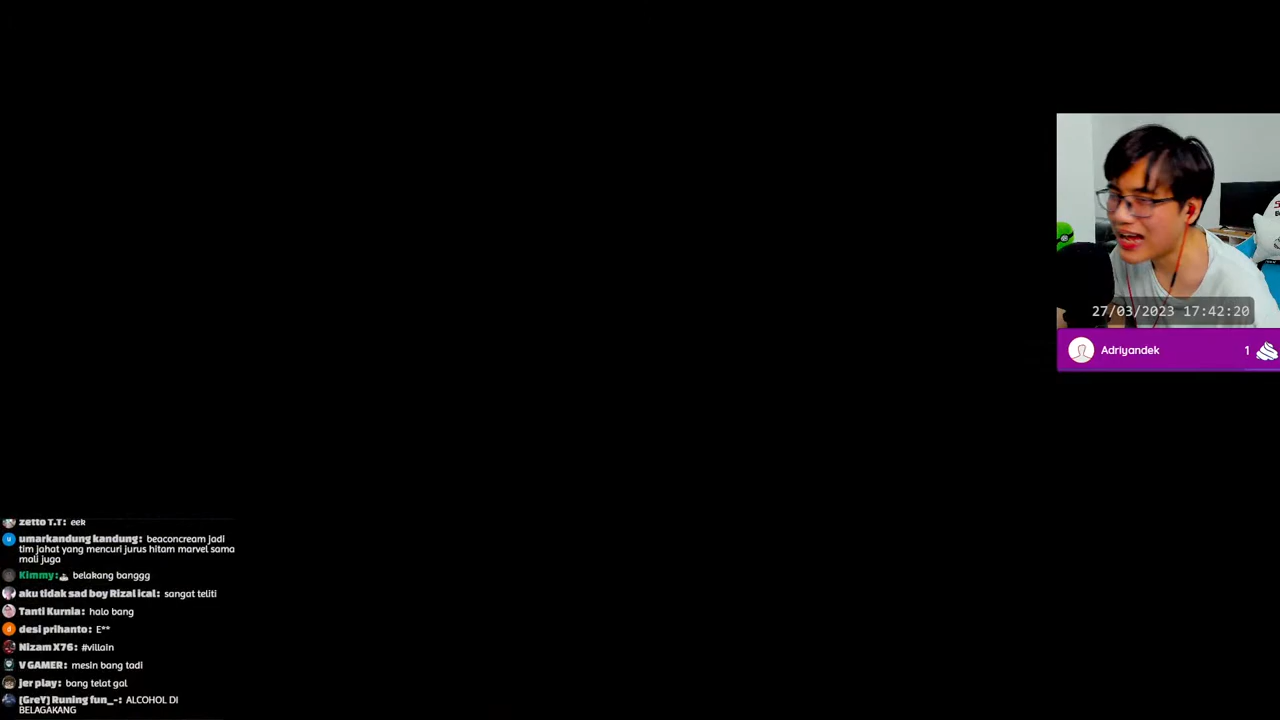 27/03/2023 17:42:20
Adriyandek 1
zetto T.T: eek
umarkandung kandung: beaconcream jadi
tim jahat yang mencuri jurus hitam marvel sama
mali juga
Kimmy: belakang banggg
aku tidak sad boy Rizal ical: sangat teliti
Tanti Kurnia: halo bang
d desi prihanto: E**
Nizam X76: #villain
V GAMER: mesin bang tadi
jer play: bang telat gal
[GreY] Runing fun_-: ALCOHOL DI
BELAGAKANG